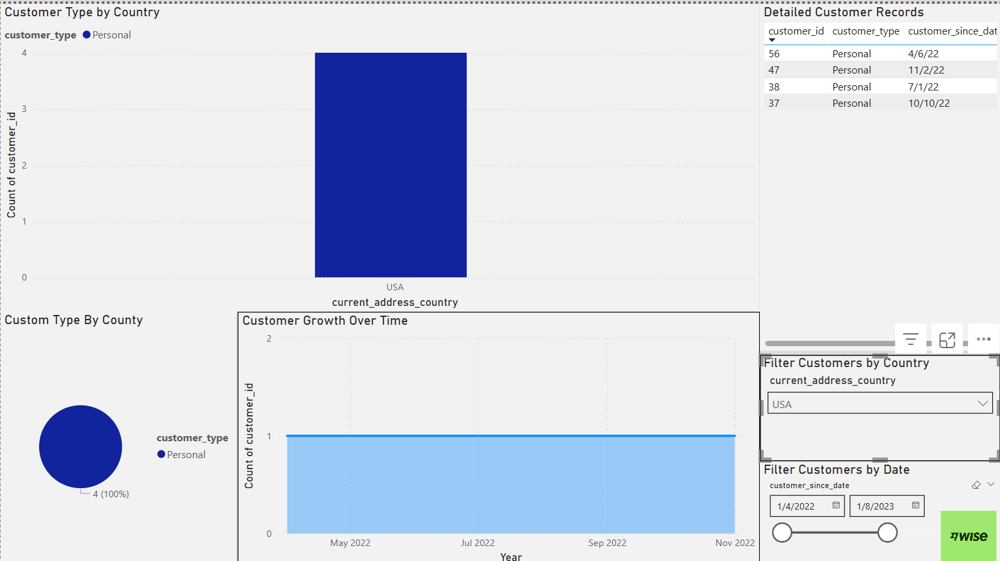 Customer Type by Country
customer_type Personal
4
3
2
1
0
Count of customer_id
USA
current_address_country
Detailed Customer Records
customer_id customer_type customer_since_dat
56 Personal 4/6/22
47 Personal 11/2/22
38 Personal 7/1/22
37 Personal 10/10/22
Custom Type By County
customer_type
Personal
4 (100%)
Customer Growth Over Time
2
1
0
Count of customer_id
May 2022 Jul 2022 Sep 2022 Nov 2022
Year
Filter Customers by Country
current_address_country
USA
Filter Customers by Date
customer_since_date
1/4/2022 1/8/2023
WISE